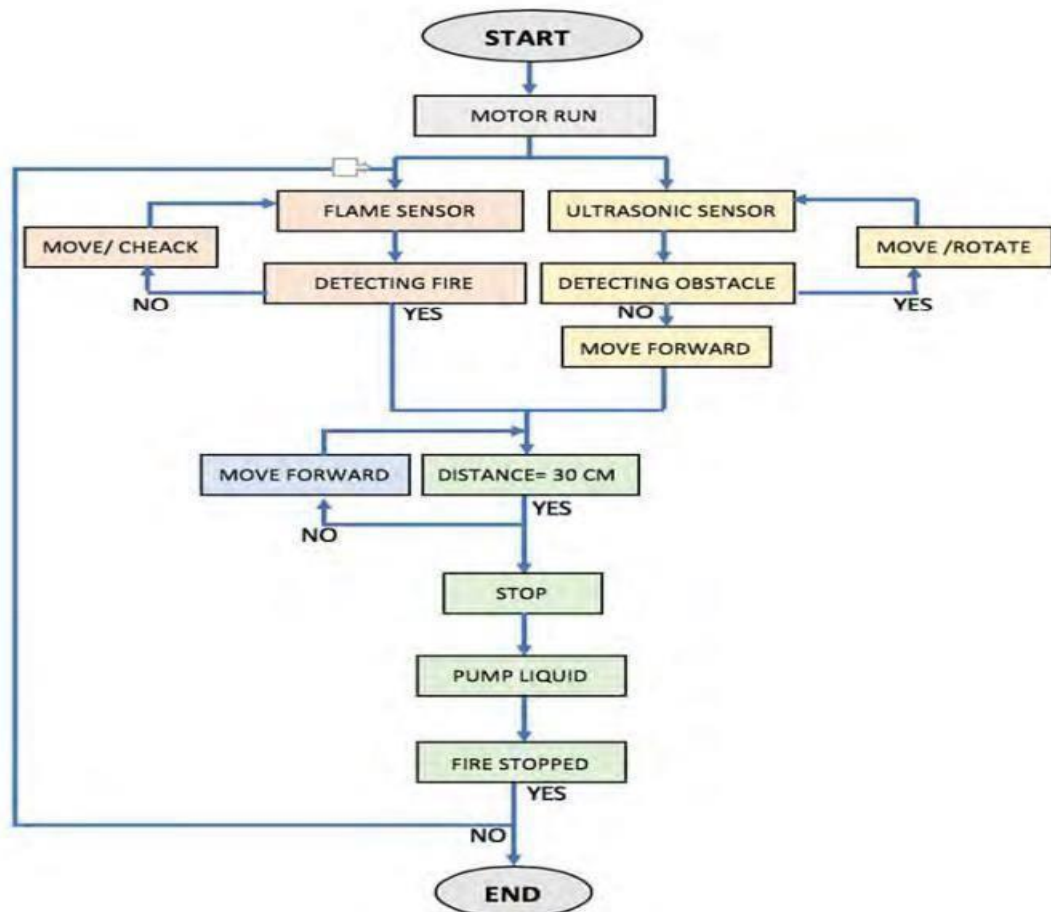 START
MOTOR RUN
FLAME SENSOR
ULTRASONIC SENSOR
MOVE/ CHEACK
MOVE /ROTATE
DETECTING FIRE
DETECTING OBSTACLE
NO
YES
NO
YES
MOVE FORWARD
MOVE FORWARD
DISTANCE= 30 CM
YES
NO
STOP
PUMP LIQUID
FIRE STOPPED
YES
NO
END